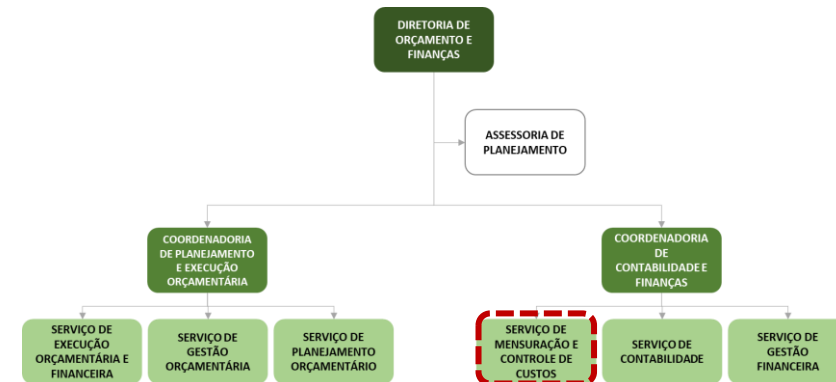 DIRETORIA DE
ORÇAMENTO E
FINANÇAS
ASSESSORIA DE
PLANEJAMENTO
COORDENADORIA
DE PLANEJAMENTO
E EXECUÇÃO
ORÇAMENTÁRIA
COORDENADORIA
DE
CONTABILIDADE E
FINANÇAS
SERVIÇO DE
EXECUÇÃO
ORÇAMENTÁRIA E
FINANCEIRA
SERVIÇO DE
GESTÃO
ORÇAMENTÁRIA
SERVIÇO DE
PLANEJAMENTO
ORÇAMENTÁRIO
SERVIÇO DE
MENSURAÇÃO E
CONTROLE DE
CUSTOS
SERVIÇO DE
CONTABILIDADE
SERVIÇO DE
GESTÃO
FINANCEIRA